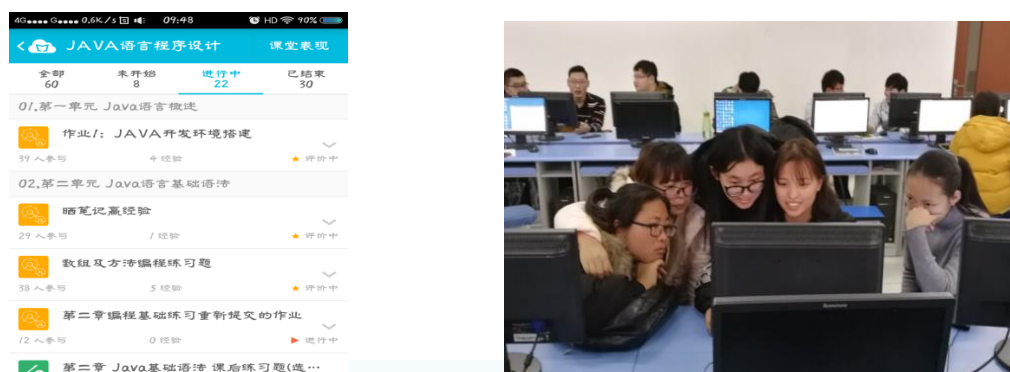 4G 0.6K/s 09:48 HD 90%
< JAVA语言程序设计 课堂表现
全部 未开始 进行中 已结束
60 8 22 30
01.第一单元 Java语言概述
作业1: JAVA开发环境搭建
39 人参与 4 经验 评价中
02.第二单元 Java语言基础语法
晒笔记赢经验
29 人参与 1 经验 评价中
数组及方法编程练习题
38 人参与 5 经验 评价中
第二章编程基础练习重新提交的作业
12 人参与 0 经验 进行中
第二章 Java基础语法 课后练习题(选…
Lenovo